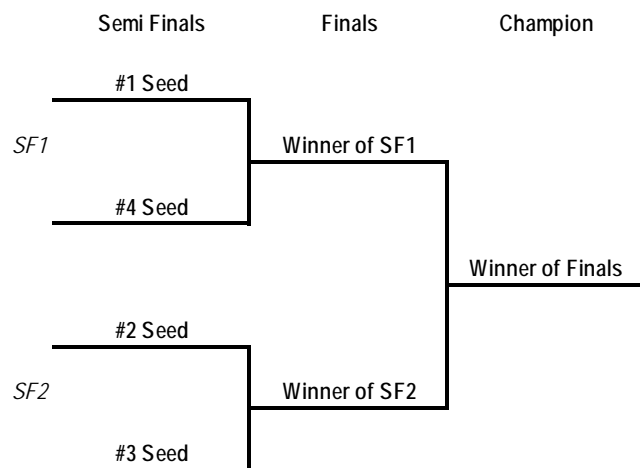 Semi Finals Finals Champion
#1 Seed
SF1 Winner of SF1
#4 Seed
Winner of Finals
#2 Seed
SF2 Winner of SF2
#3 Seed